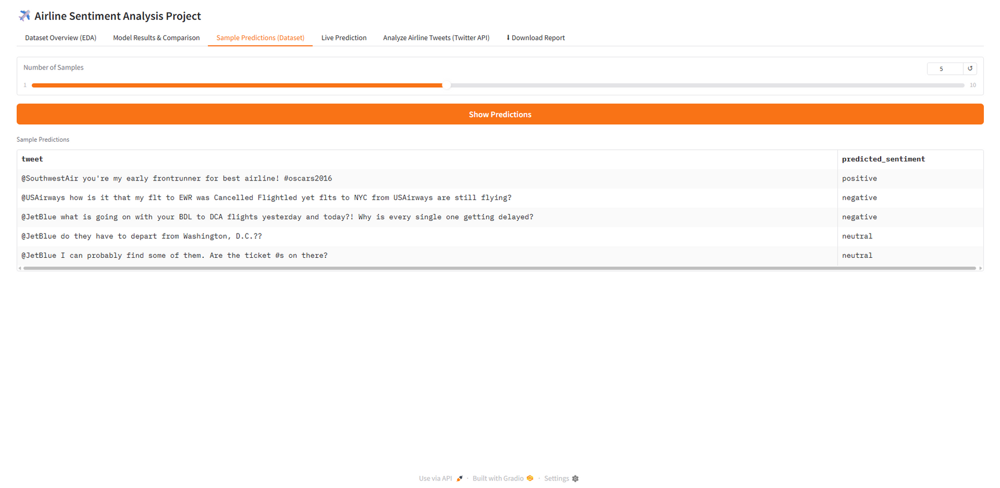 Airline Sentiment Analysis Project
Dataset Overview (EDA) Model Results & Comparison Sample Predictions (Dataset) Live Prediction Analyze Airline Tweets (Twitter API) ⬇ Download Report
Number of Samples 5 ↺
1 10
Show Predictions
Sample Predictions
tweet predicted_sentiment
@SouthwestAir you're my early frontrunner for best airline! #oscars2016 positive
@USAirways how is it that my flt to EWR was Cancelled Flightled yet flts to NYC from USAirways are still flying? negative
@JetBlue what is going on with your BDL to DCA flights yesterday and today?! Why is every single one getting delayed? negative
@JetBlue do they have to depart from Washington, D.C.?? neutral
@JetBlue I can probably find some of them. Are the ticket #s on there? neutral
Use via API · Built with Gradio · Settings